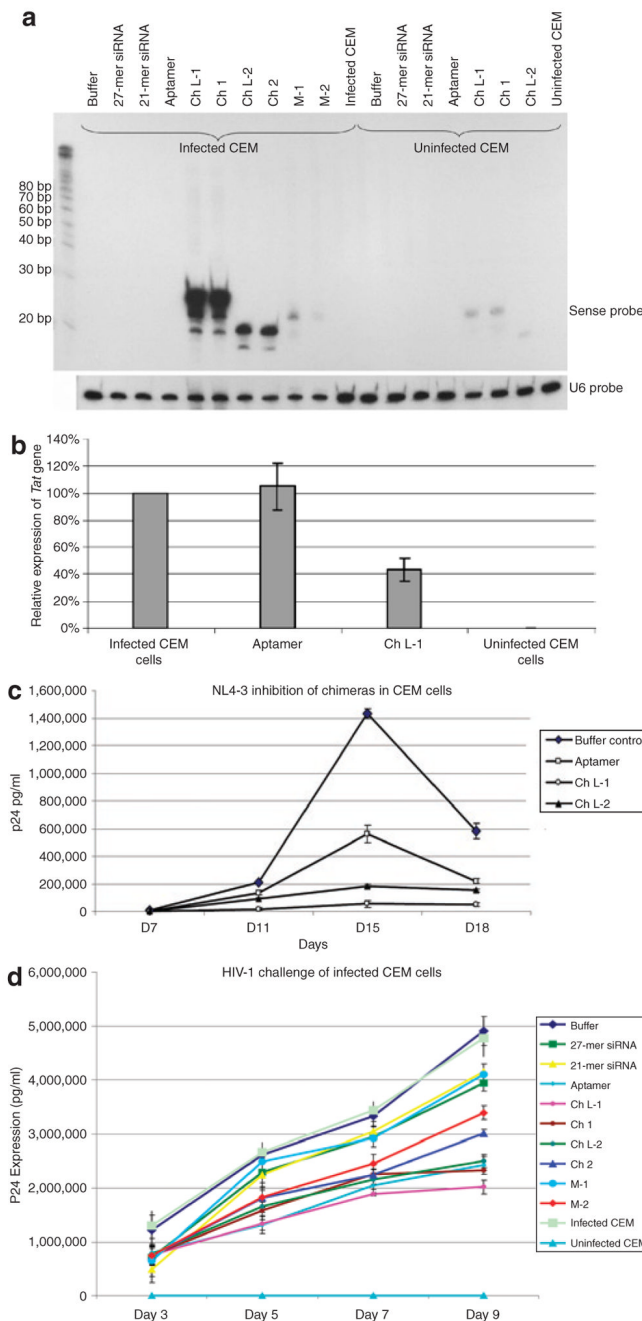 a
Buffer
27-mer siRNA
21-mer siRNA
Aptamer
Ch L-1
Ch 1
Ch L-2
Ch 2
M-1
M-2
Infected CEM
Buffer
27-mer siRNA
21-mer siRNA
Aptamer
Ch L-1
Ch 1
Ch L-2
Uninfected CEM
Infected CEM
Uninfected CEM
80 bp
70 bp
60 bp
50 bp
40 bp
30 bp
20 bp
Sense probe
U6 probe
b
Relative expression of Tat gene
140%
120%
100%
80%
60%
40%
20%
0%
Infected CEM cells
Aptamer
Ch L-1
Uninfected CEM cells
c
NL4-3 inhibition of chimeras in CEM cells
p24 pg/ml
1,600,000
1,400,000
1,200,000
1,000,000
800,000
600,000
400,000
200,000
0
D7
D11
D15
D18
Days
Buffer control
Aptamer
Ch L-1
Ch L-2
d
HIV-1 challenge of infected CEM cells
P24 Expression (pg/ml)
6,000,000
5,000,000
4,000,000
3,000,000
2,000,000
1,000,000
0
Day 3
Day 5
Day 7
Day 9
Buffer
27-mer siRNA
21-mer siRNA
Aptamer
Ch L-1
Ch 1
Ch L-2
Ch 2
M-1
M-2
Infected CEM
Uninfected CEM